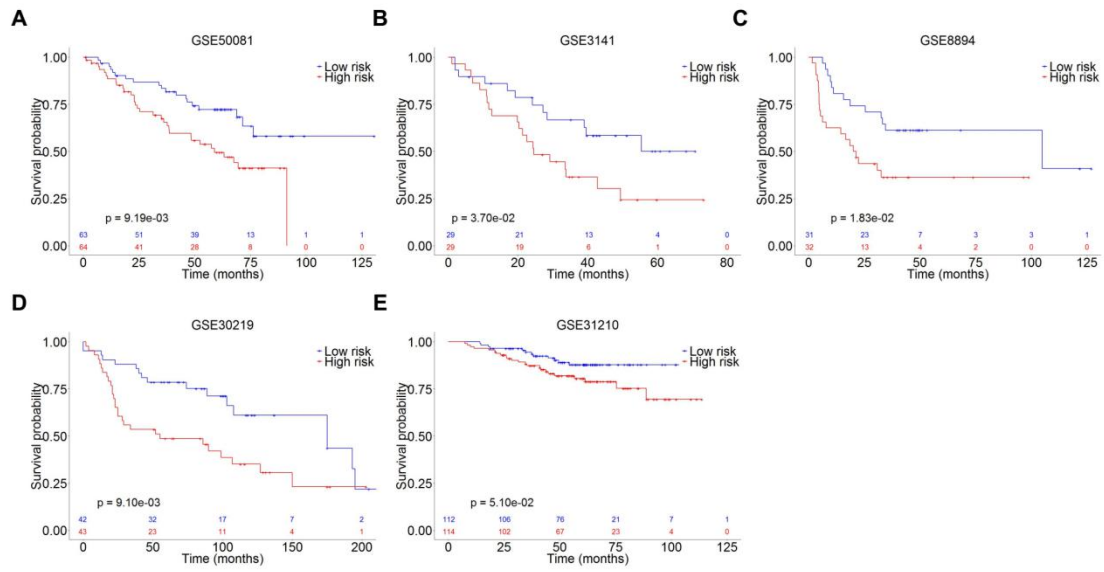 A
GSE50081
Survival probability
1.00
0.75
0.50
0.25
0.00
Low risk
High risk
p = 9.19e-03
63 51 39 13 1 1
64 41 28 8 0 0
0 25 50 75 100 125
Time (months)
B
GSE3141
Survival probability
1.00
0.75
0.50
0.25
0.00
Low risk
High risk
p = 3.70e-02
29 21 13 4 0
29 19 6 1 0
0 20 40 60 80
Time (months)
C
GSE8894
Survival probability
1.00
0.75
0.50
0.25
0.00
Low risk
High risk
p = 1.83e-02
31 23 7 3 3 1
32 13 4 2 0 0
0 25 50 75 100 125
Time (months)
D
GSE30219
Survival probability
1.00
0.75
0.50
0.25
0.00
Low risk
High risk
p = 9.10e-03
42 32 17 7 2
43 23 11 4 1
0 50 100 150 200
Time (months)
E
GSE31210
Survival probability
1.00
0.75
0.50
0.25
0.00
Low risk
High risk
p = 5.10e-02
112 106 76 21 7 1
114 102 67 23 4 0
0 25 50 75 100 125
Time (months)